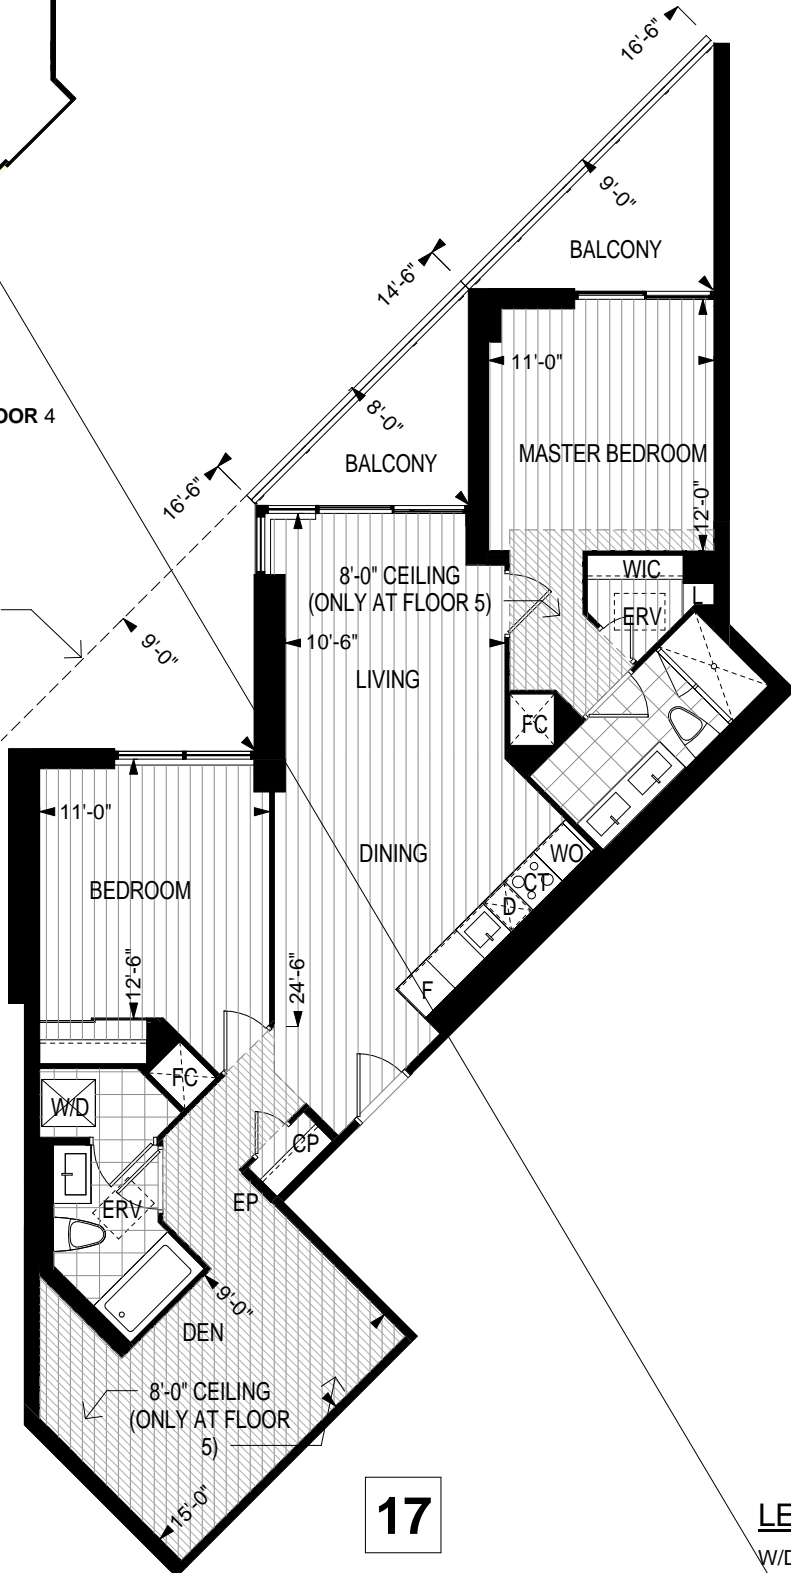 16'-6"
9'-0"
BALCONY
14'-6"
11'-0"
OOR 4
8'-0"
BALCONY
MASTER BEDROOM
16'-6"
12'-0"
8'-0" CEILING
(ONLY AT FLOOR 5)
WIC
L
ERV
9'-0"
10'-6"
LIVING
FC
11'-0"
DINING
WO
CT
D
BEDROOM
12'-6"
24'-6"
F
FC
W/D
CP
ERV
EP
9'-0"
DEN
8'-0" CEILING
(ONLY AT FLOOR
5)
15'-0"
17
LE
W/D